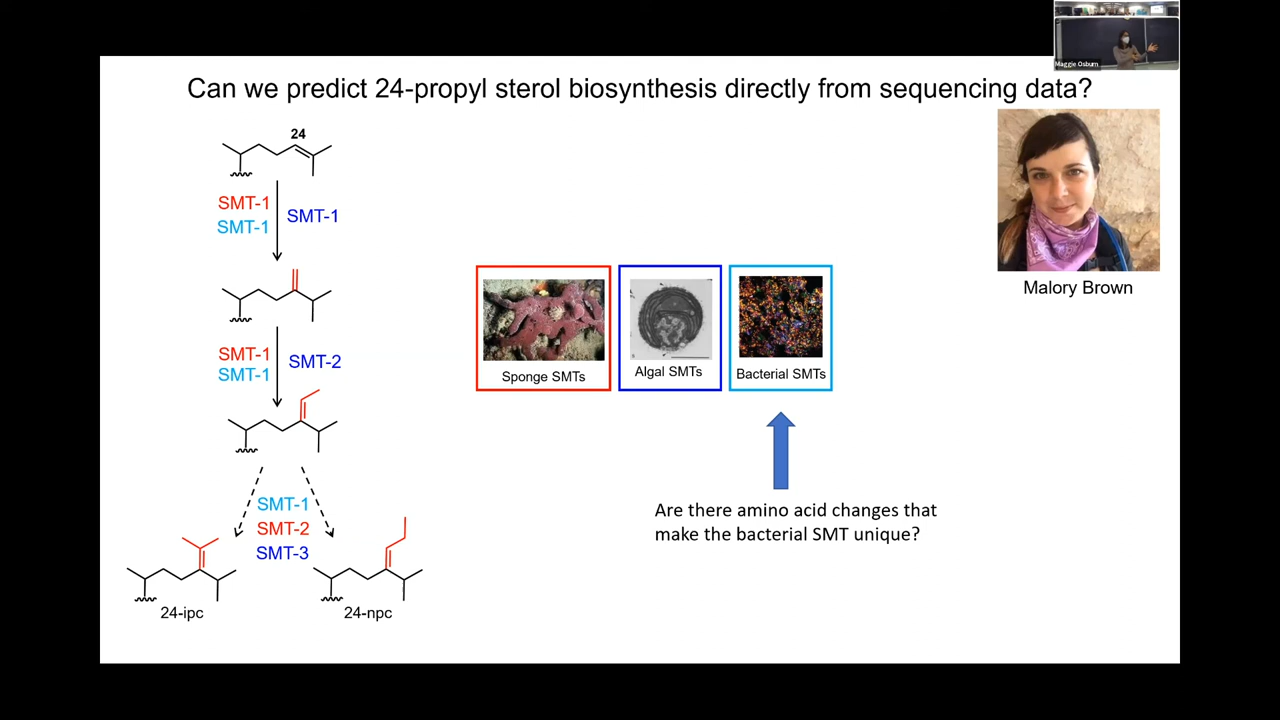 Maggie Osburn
Can we predict 24-propyl sterol biosynthesis directly from sequencing data?
24
SMT-1
SMT-1
SMT-1
SMT-1
SMT-1
SMT-2
SMT-1
SMT-2
SMT-3
24-ipc
24-npc
Sponge SMTs
Algal SMTs
Bacterial SMTs
Are there amino acid changes that
make the bacterial SMT unique?
Malory Brown